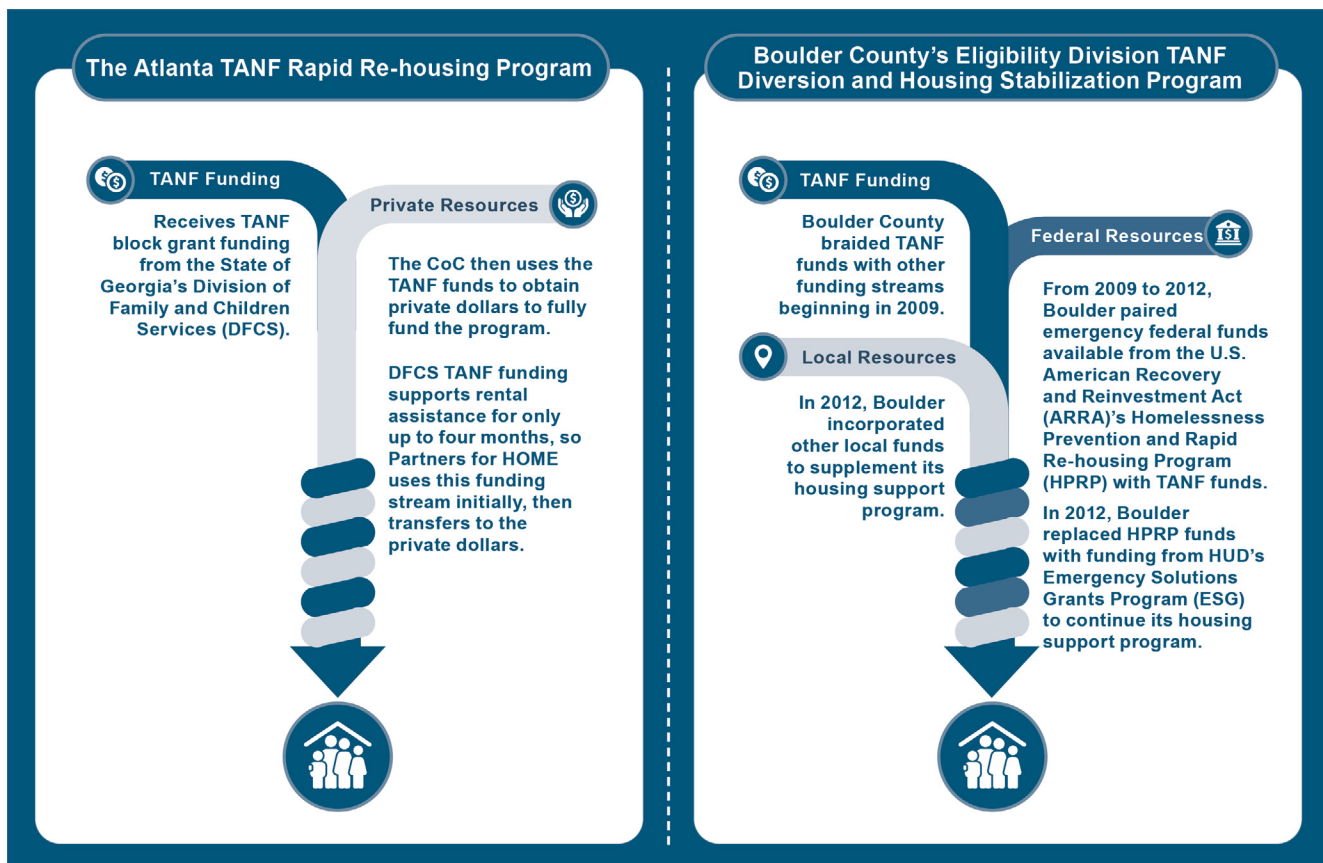 The Atlanta TANF Rapid Re-housing Program
TANF Funding
Receives TANF
block grant funding
from the State of
Georgia's Division of
Family and Children
Services (DFCS).
Private Resources
The CoC then uses the
TANF funds to obtain
private dollars to fully
fund the program.
DFCS TANF funding
supports rental
assistance for only
up to four months, so
Partners for HOME
uses this funding
stream initially, then
transfers to the
private dollars.
Boulder County's Eligibility Division TANF
Diversion and Housing Stabilization Program
TANF Funding
Boulder County
braided TANF
funds with other
funding streams
beginning in 2009.
Federal Resources
From 2009 to 2012,
Boulder paired
emergency federal funds
available from the U.S.
American Recovery
and Reinvestment Act
(ARRA)'s Homelessness
Prevention and Rapid
Re-housing Program
(HPRP) with TANF funds.
In 2012, Boulder
replaced HPRP funds
with funding from HUD's
Emergency Solutions
Grants Program (ESG)
to continue its housing
support program.
Local Resources
In 2012, Boulder
incorporated
other local funds
to supplement its
housing support
program.